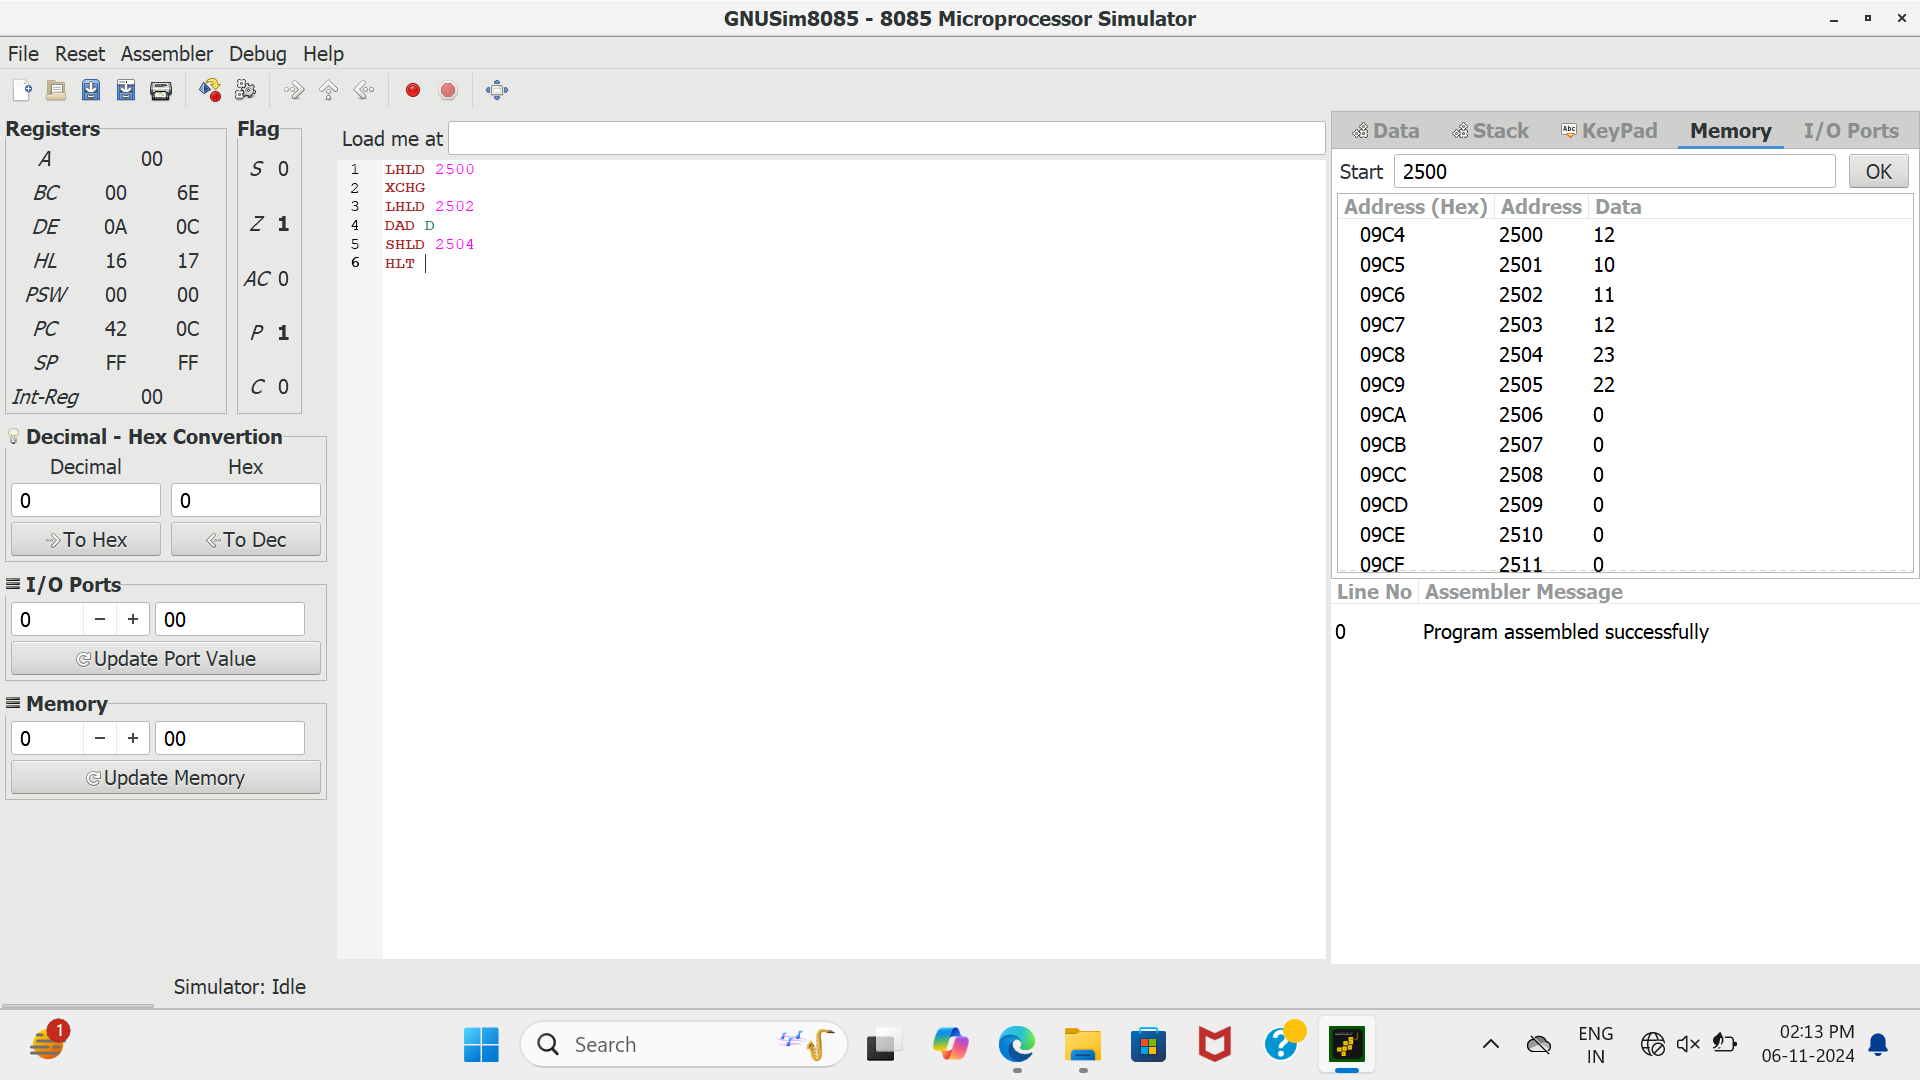 GNUSim8085 - 8085 Microprocessor Simulator
File Reset Assembler Debug Help
Registers
A 00
BC 00 6E
DE 0A 0C
HL 16 17
PSW 00 00
PC 42 0C
SP FF FF
Int-Reg 00
Flag
S 0
Z 1
AC 0
P 1
C 0
Decimal - Hex Convertion
Decimal Hex
0 0
To Hex To Dec
I/O Ports
0 − + 00
Update Port Value
Memory
0 − + 00
Update Memory
Simulator: Idle
Load me at
1 LHLD 2500
2 XCHG
3 LHLD 2502
4 DAD D
5 SHLD 2504
6 HLT
Data Stack Abc KeyPad Memory I/O Ports
Start 2500 OK
Address (Hex) Address Data
09C4 2500 12
09C5 2501 10
09C6 2502 11
09C7 2503 12
09C8 2504 23
09C9 2505 22
09CA 2506 0
09CB 2507 0
09CC 2508 0
09CD 2509 0
09CE 2510 0
09CF 2511 0
Line No Assembler Message
0 Program assembled successfully
1
Search
ENG
IN
02:13 PM
06-11-2024